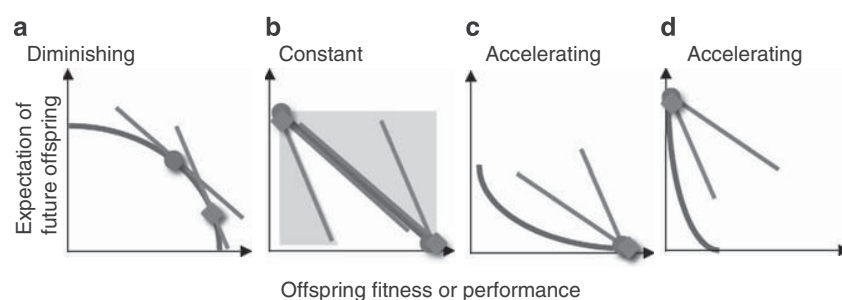 a
Diminishing
b
Constant
c
Accelerating
d
Accelerating
Expectation of
future offspring
Offspring fitness or performance